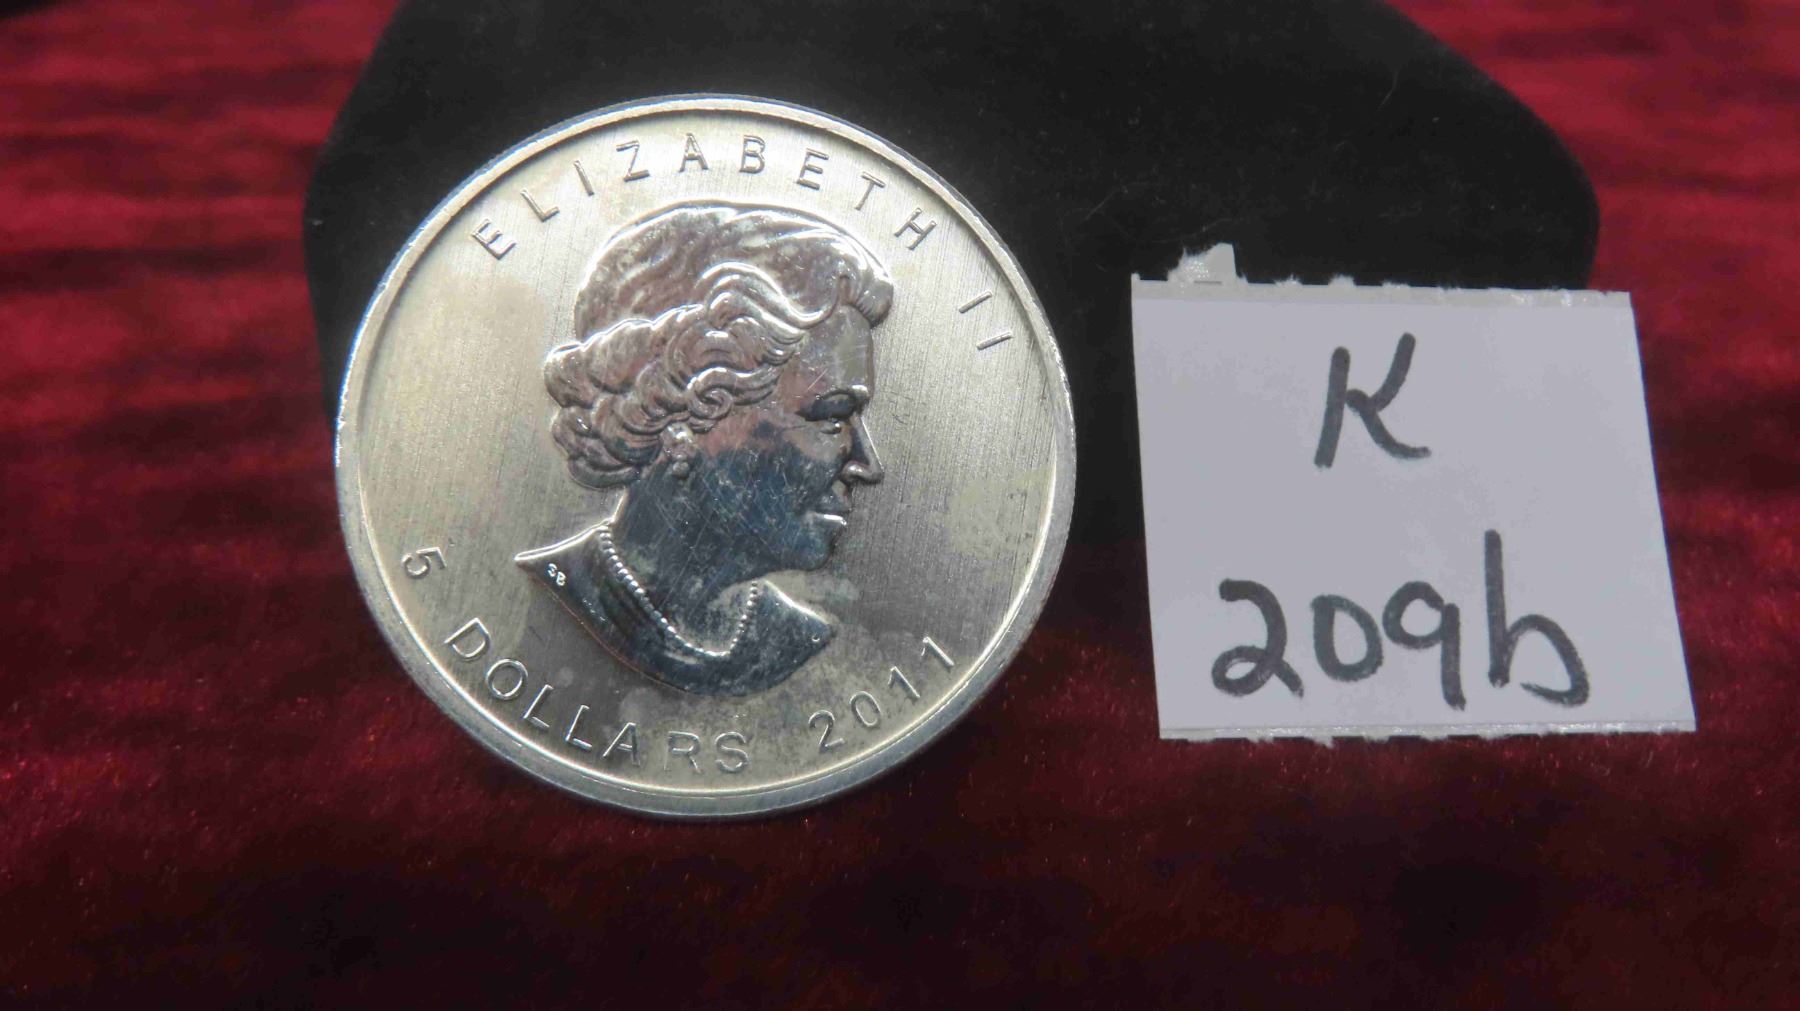 ELIZABETH II
SB
5 DOLLARS 2011
K
209b